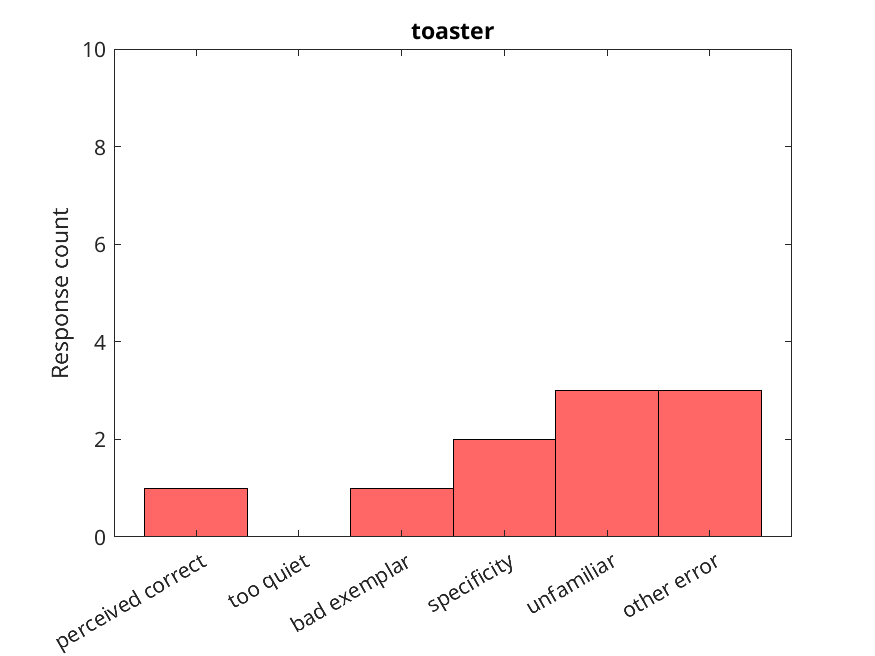 toaster
10
8
6
4
2
0
Response count
perceived correct
too quiet
bad exemplar
specificity
unfamiliar
other error